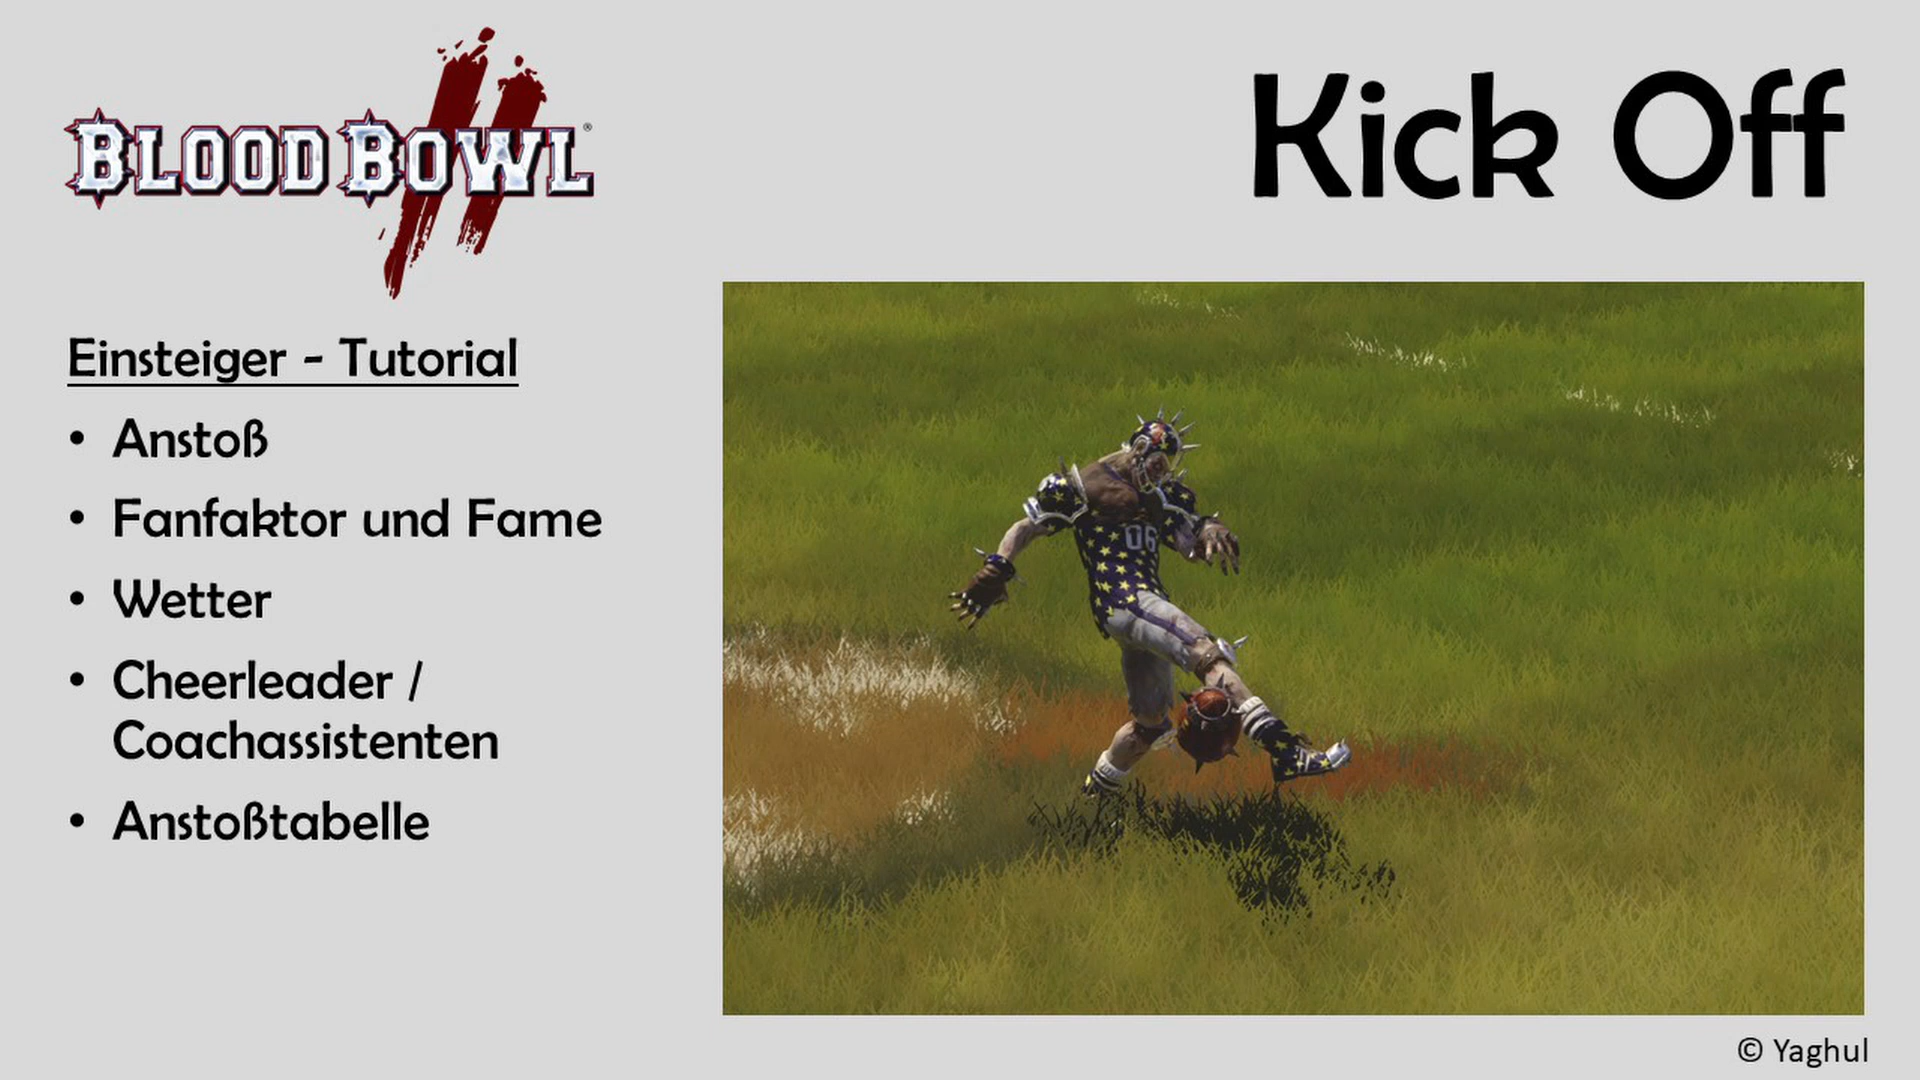 BLOOD BOWL®
II
Kick Off
Einsteiger - Tutorial
• Anstoß
• Fanfaktor und Fame
• Wetter
• Cheerleader /
Coachassistenten
• Anstoßtabelle
06
© Yaghul